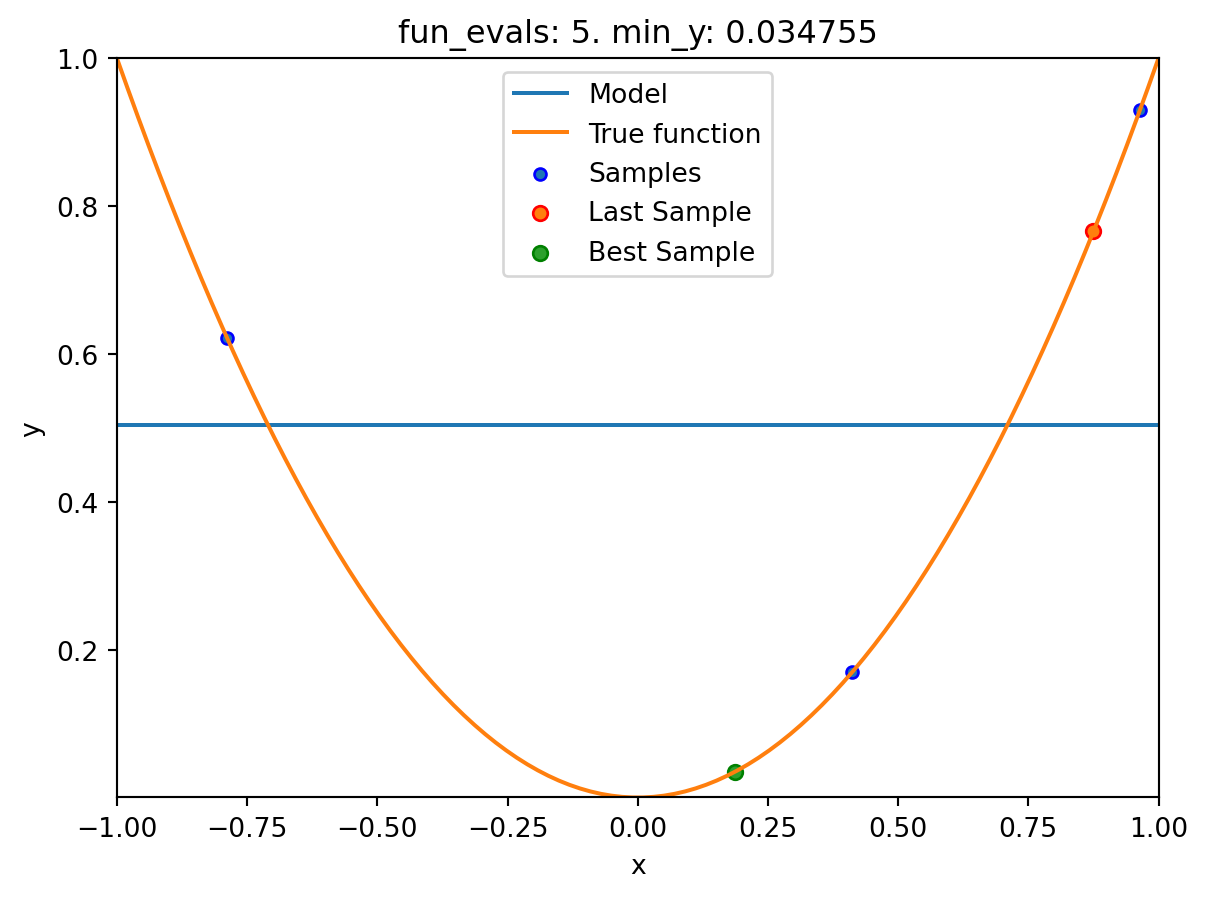 fun_evals: 5. min_y: 0.034755
1.0
0.8
0.6
0.4
0.2
y
Model
True function
Samples
Last Sample
Best Sample
−1.00 −0.75 −0.50 −0.25 0.00 0.25 0.50 0.75 1.00
x